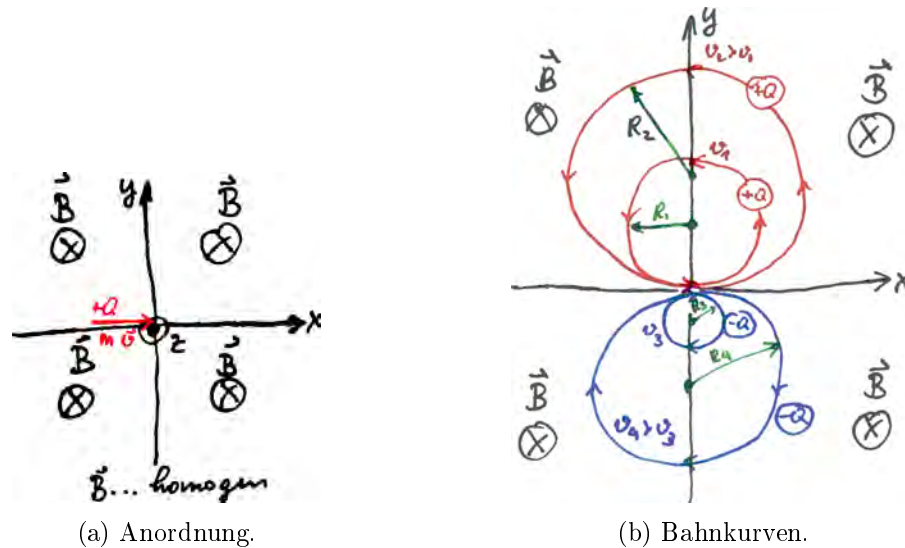 y
B⃗ B⃗
⊗ ⊗
+Q
m v⃗ z x
B⃗ B⃗
⊗ ⊗
B⃗... homogen
(a) Anordnung.
y
v₂>v₁
B⃗ +Q B⃗
⊗ R₂ ⊗
v₁
+Q
R₁
x
R₃
v₃ -Q
R₄
B⃗ B⃗
v₄>v₃ -Q
⊗ ⊗
(b) Bahnkurven.